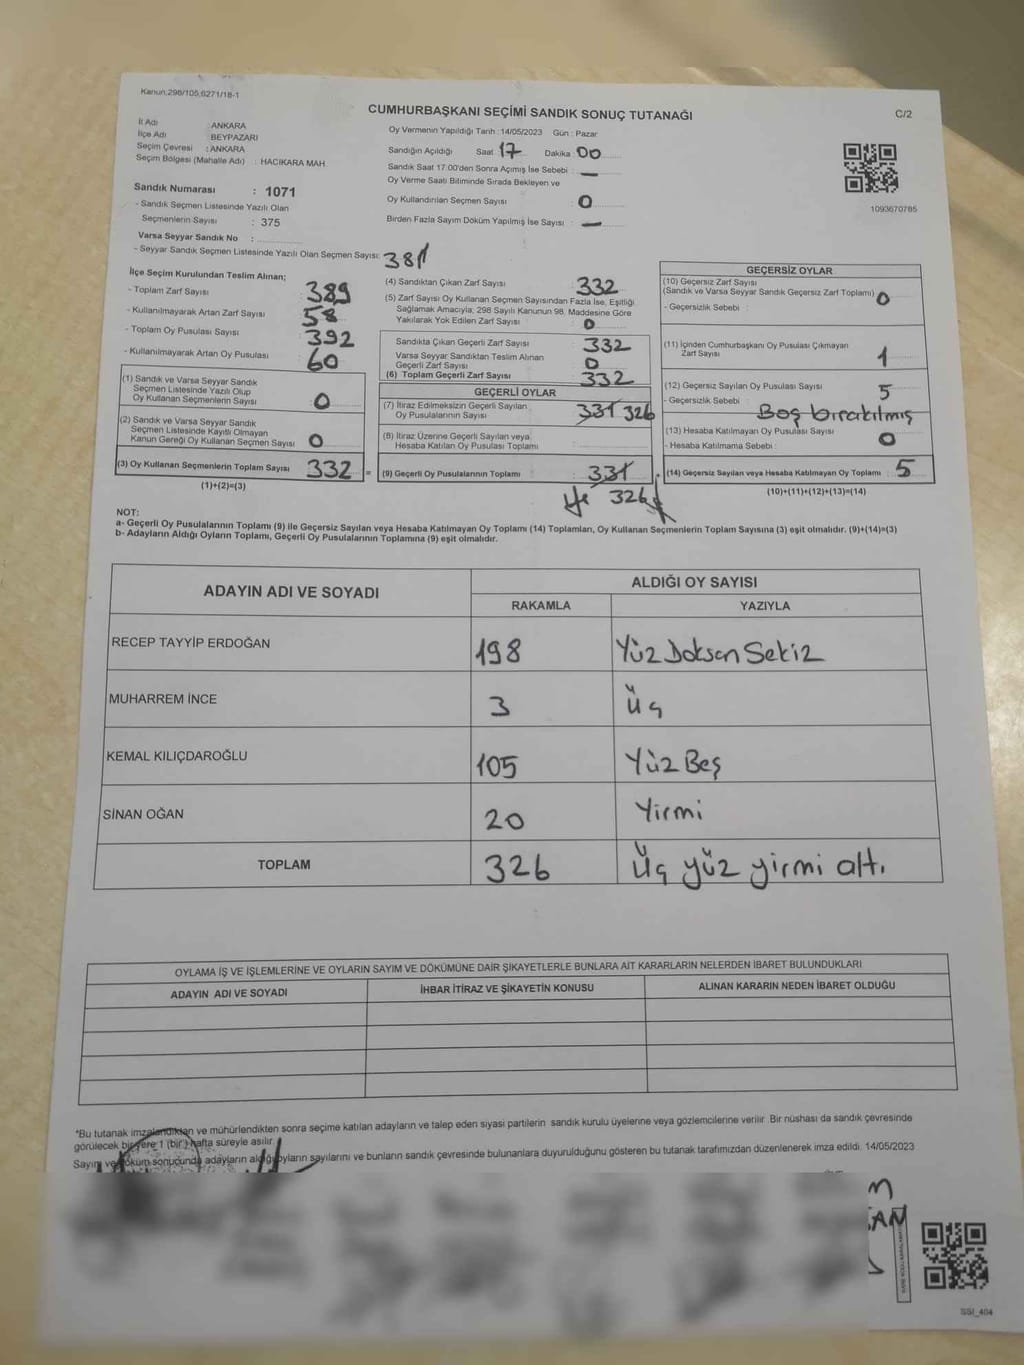 Kanun,298/105,6271/18-1
CUMHURBAŞKANI SEÇİMİ SANDIK SONUÇ TUTANAĞI
C/2
İl Adı : ANKARA
İlçe Adı : BEYPAZARI
Seçim Çevresi : ANKARA
Seçim Bölgesi (Mahalle Adı) : HACIKARA MAH,
Sandık Numarası : 1071
- Sandık Seçmen Listesinde Yazılı Olan
Seçmenlerin Sayısı : 375
Varsa Seyyar Sandık No :
- Seyyar Sandık Seçmen Listesinde Yazılı Olan Seçmen Sayısı: 381
Oy Vermenin Yapıldığı Tarih : 14/05/2023 Gün : Pazar
Sandığın Açıldığı Saat 17 Dakika 00
Sandık Saat 17:00'den Sonra Açımış İse Sebebi : —
Oy Verme Saati Bitiminde Sırada Bekleyen ve
Oy Kullandırılan Seçmen Sayısı : 0
Birden Fazla Sayım Döküm Yapılmış İse Sayısı : —
1093670785
İlçe Seçim Kurulundan Teslim Alınan;
- Toplam Zarf Sayısı 389
- Kullanılmayarak Artan Zarf Sayısı 58
- Toplam Oy Pusulası Sayısı 392
- Kullanılmayarak Artan Oy Pusulası 60
(1) Sandık ve Varsa Seyyar Sandık
Seçmen Listesinde Yazılı Olup
Oy Kullanan Seçmenlerin Sayısı 0
(2) Sandık ve Varsa Seyyar Sandık
Seçmen Listesinde Kayıtlı Olmayan
Kanun Gereği Oy Kullanan Seçmen Sayısı 0
(3) Oy Kullanan Seçmenlerin Toplam Sayısı 332 =
(1)+(2)=(3)
(4) Sandıktan Çıkan Zarf Sayısı 332
(5) Zarf Sayısı Oy Kullanan Seçmen Sayısından Fazla İse, Eşitliği
Sağlamak Amacıyla; 298 Sayılı Kanunun 98. Maddesine Göre
Yakılarak Yok Edilen Zarf Sayısı : 0
Sandıkta Çıkan Geçerli Zarf Sayısı 332
Varsa Seyyar Sandıktan Teslim Alınan
Geçerli Zarf Sayısı 0
(6) Toplam Geçerli Zarf Sayısı 332
GEÇERLİ OYLAR
(7) İtiraz Edilmeksizin Geçerli Sayılan
Oy Pusulasının Sayısı 331 326
(8) İtiraz Üzerine Geçerli Sayılan veya
Hesaba Katılan Oy Pusulası Toplamı
(9) Geçerli Oy Pusulalarının Toplamı 331
326
GEÇERSİZ OYLAR
(10) Geçersiz Zarf Sayısı
(Sandık ve Varsa Seyyar Sandık Geçersiz Zarf Toplamı) 0
- Geçersizlik Sebebi :
(11) İçinden Cumhurbaşkanı Oy Pusulası Çıkmayan
Zarf Sayısı 1
(12) Geçersiz Sayılan Oy Pusulası Sayısı 5
- Geçersizlik Sebebi : Boş bırakılmış
(13) Hesaba Katılmayan Oy Pusulası Sayısı 0
- Hesaba Katılmama Sebebi :
(14) Geçersiz Sayılan veya Hesaba Katılmayan Oy Toplamı : 5
(10)+(11)+(12)+(13)=(14)
NOT:
a- Geçerli Oy Pusulalarının Toplamı (9) ile Geçersiz Sayılan veya Hesaba Katılmayan Oy Toplamı (14) Toplamları, Oy Kullanan Seçmenlerin Toplam Sayısına (3) eşit olmalıdır. (9)+(14)=(3)
b- Adayların Aldığı Oyların Toplamı, Geçerli Oy Pusulalarının Toplamına (9) eşit olmalıdır.
ADAYIN ADI VE SOYADI ALDIĞI OY SAYISI
RAKAMLA YAZIYLA
RECEP TAYYİP ERDOĞAN 198 Yüz Doksan Sekiz
MUHARREM İNCE 3 Üç
KEMAL KILIÇDAROĞLU 105 Yüz Beş
SİNAN OĞAN 20 Yirmi
TOPLAM 326 Üç yüz yirmi altı
OYLAMA İŞ VE İŞLEMLERİNE VE OYLARIN SAYIM VE DÖKÜMÜNE DAİR ŞİKAYETLERLE BUNLARA AİT KARARLARIN NELERDEN İBARET BULUNDUKLARI
ADAYIN ADI VE SOYADI İHBAR İTİRAZ VE ŞİKAYETİN KONUSU ALINAN KARARIN NEDEN İBARET OLDUĞU
*Bu tutanak imzalandıktan ve mühürlendikten sonra seçime katılan adayların ve talep eden siyasi partilerin sandık kurulu üyelerine veya gözlemcilerine verilir. Bir nüshası da sandık çevresinde
görülecek bir yere 1 (bir) hafta süreyle asılır.
Sayım ve döküm sonucunda adayların aldığı oyların sayılarını ve bunların sandık çevresinde bulunanlara duyurulduğunu gösteren bu tutanak tarafımızdan düzenlenerek imza edildi. 14/05/2023
SSI_404